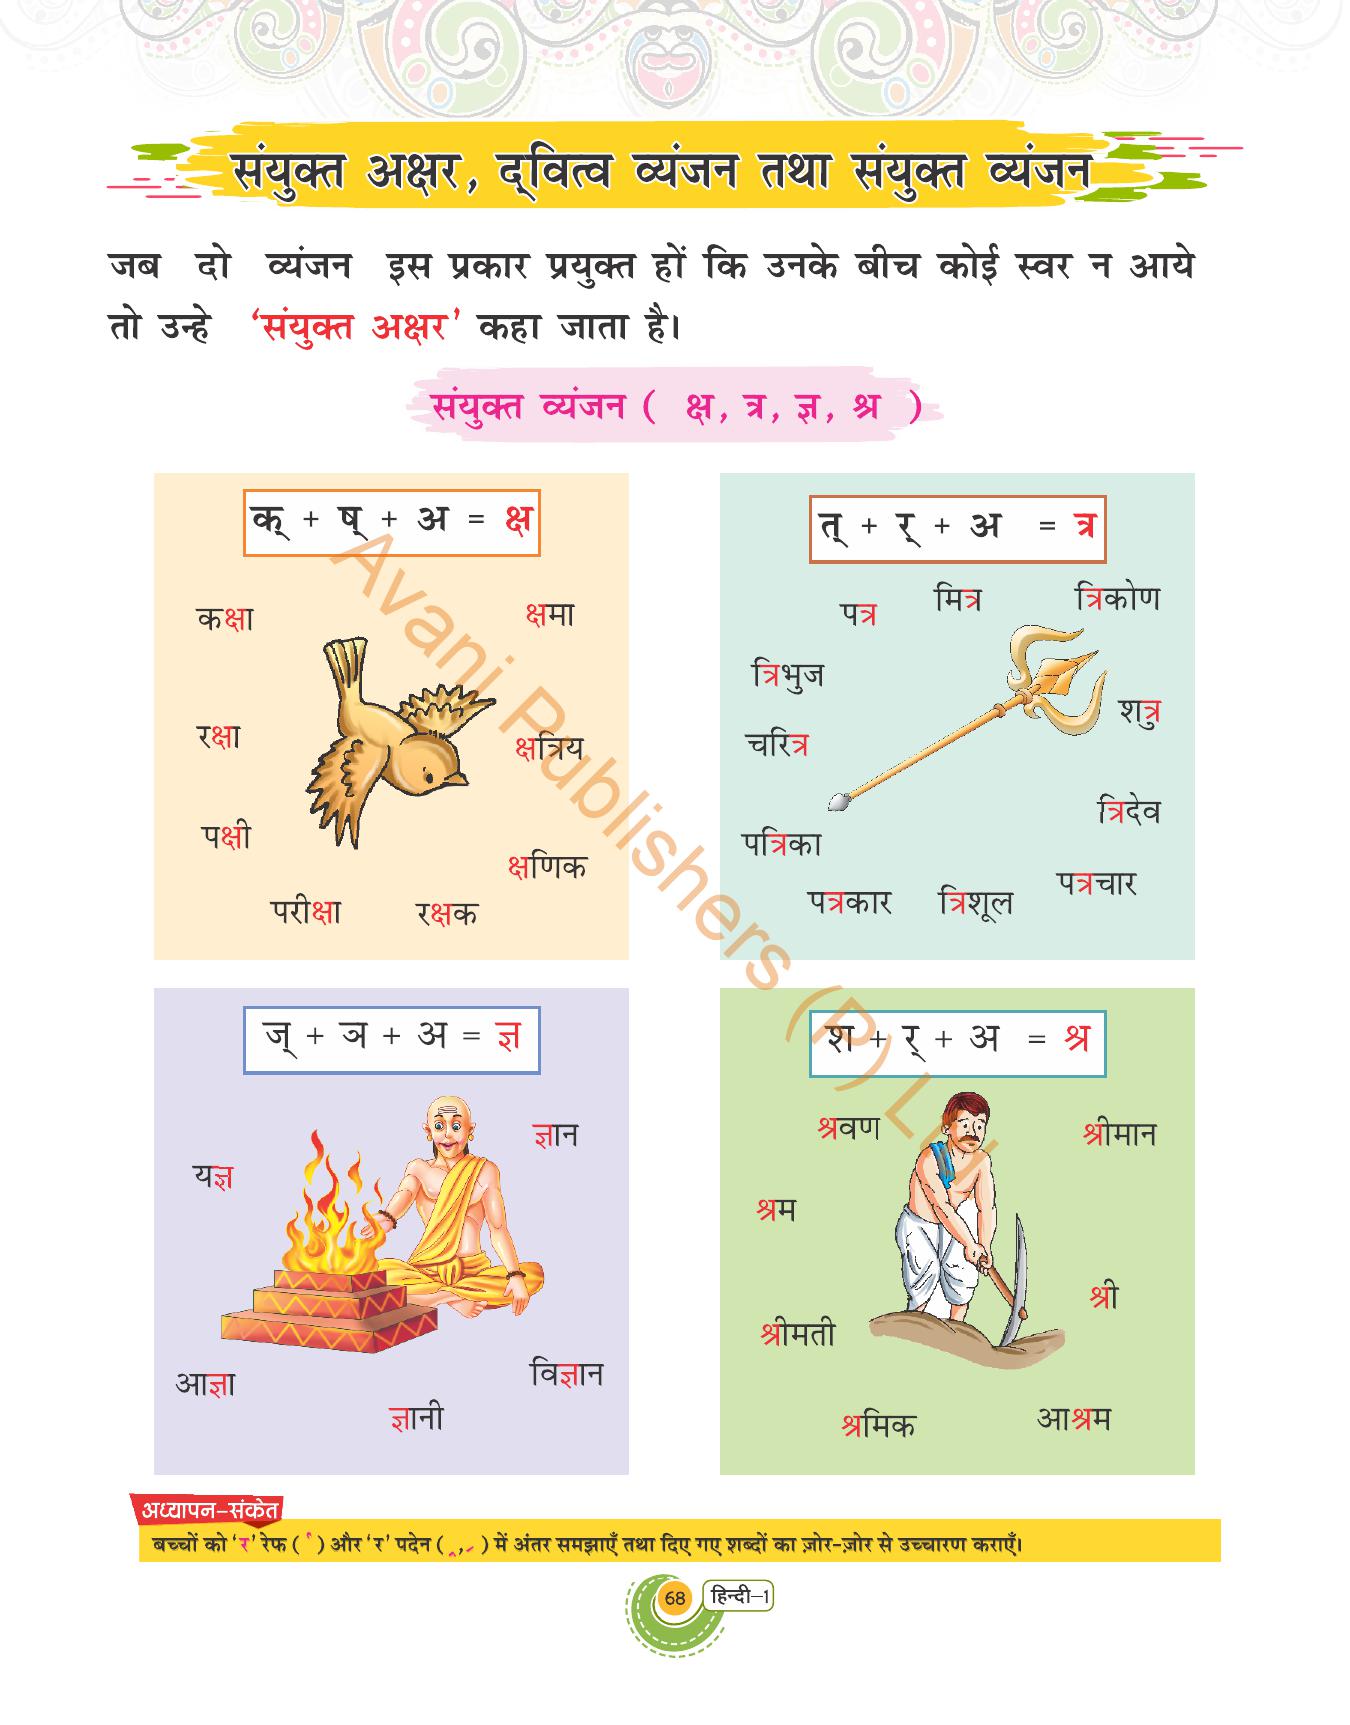 संयुक्त अक्षर, द्‌वित्व व्यंजन तथा संयुक्त व्यंजन
जब दो व्यंजन इस प्रकार प्रयुक्त हों कि उनके बीच कोई स्वर न आये
तो उन्हे ‘संयुक्त अक्षर’ कहा जाता है।
संयुक्त व्यंजन ( क्ष, त्र, ज्ञ, श्र )
क् + ष् + अ = क्ष
कक्षा
क्षमा
रक्षा
क्षत्रिय
पक्षी
क्षणिक
परीक्षा
रक्षक
त् + र् + अ = त्र
पत्र
मित्र
त्रिकोण
त्रिभुज
शत्रु
चरित्र
त्रिदेव
पत्रिका
पत्रचार
पत्रकार
त्रिशूल
ज् + ञ + अ = ज्ञ
ज्ञान
यज्ञ
विज्ञान
आज्ञा
ज्ञानी
श + र् + अ = श्र
श्रवण
श्रीमान
श्रम
श्री
श्रीमती
श्रमिक
आश्रम
अध्यापन-संकेत
बच्चों को ‘र’ रेफ ( र्‍ ) और ‘र’ पदेन ( ्र , ्र ) में अंतर समझाएँ तथा दिए गए शब्दों का ज़ोर-ज़ोर से उच्चारण कराएँ।
68 हिन्दी-1
Avani Publishers (P) Ltd.